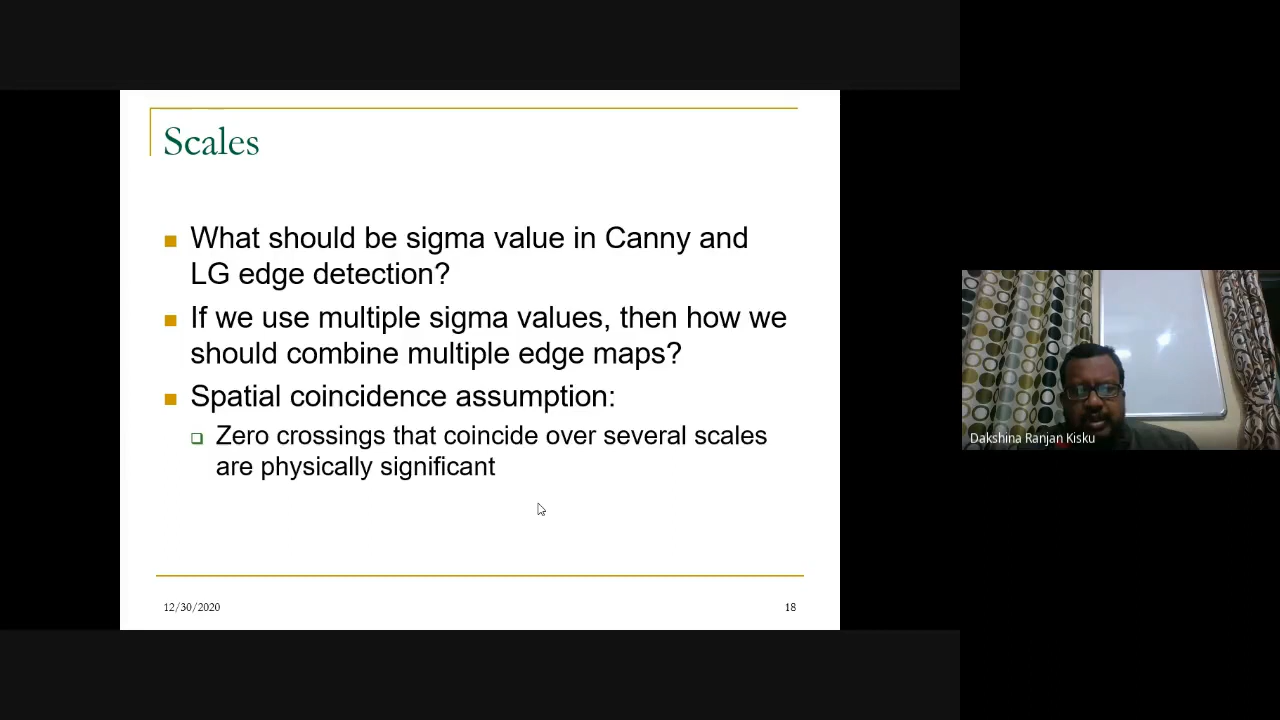 Scales
What should be sigma value in Canny and
LG edge detection?
If we use multiple sigma values, then how we
should combine multiple edge maps?
Spatial coincidence assumption:
Zero crossings that coincide over several scales
are physically significant
12/30/2020
18
Dakshina Ranjan Kisku